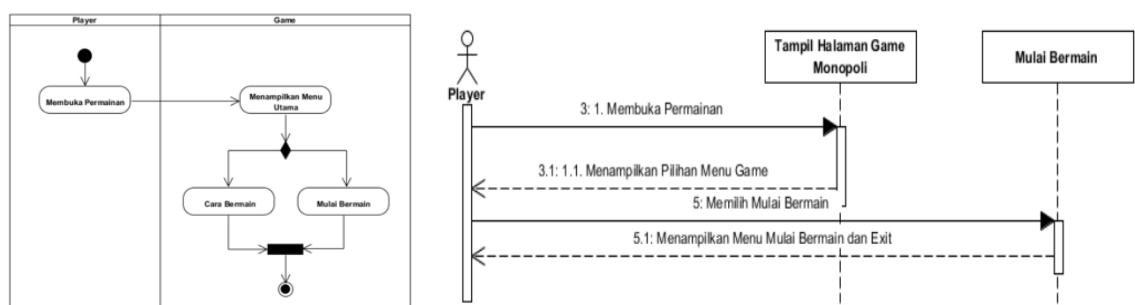 Player
Game
Membuka Permainan
Menampilkan Menu
Utama
Cara Bermain
Mulai Bermain
Player
Tampil Halaman Game
Monopoli
Mulai Bermain
3: 1. Membuka Permainan
3.1: 1.1. Menampilkan Pilihan Menu Game
5: Memilih Mulai Bermain
5.1: Menampilkan Menu Mulai Bermain dan Exit